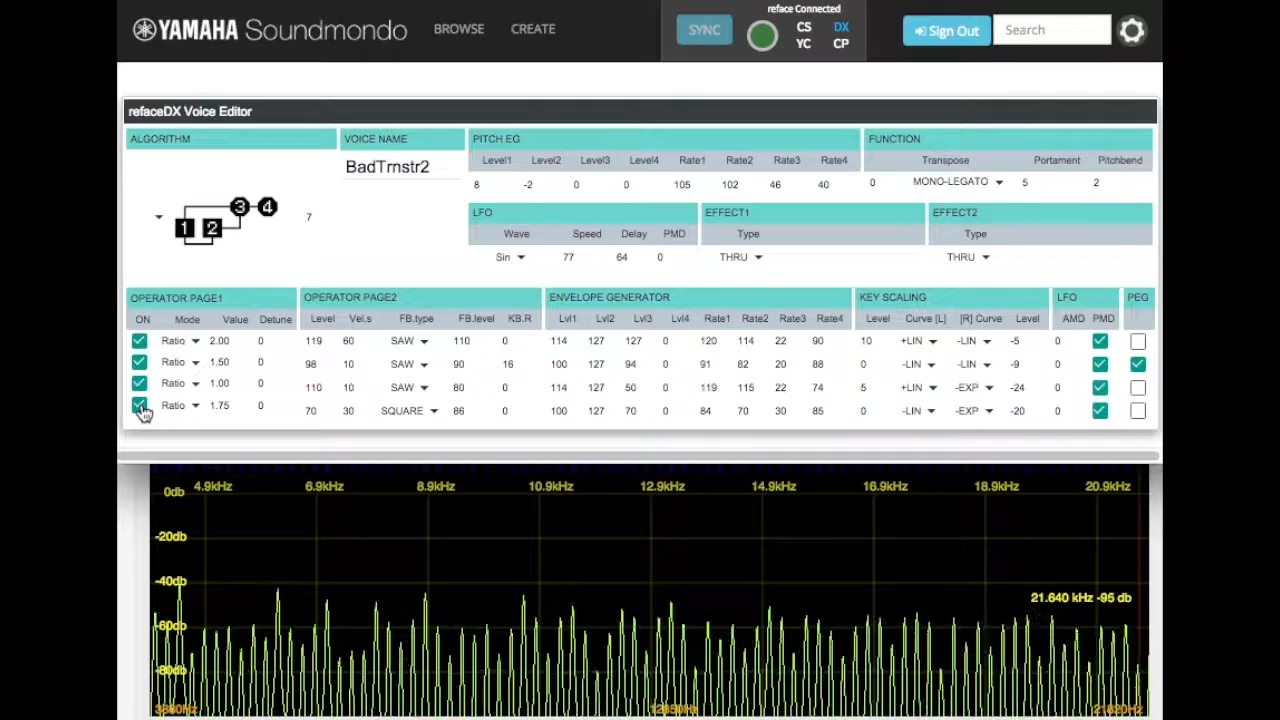 YAMAHA Soundmondo BROWSE CREATE SYNC reface Connected CS DX YC CP Sign Out Search
refaceDX Voice Editor
ALGORITHM VOICE NAME PITCH EG FUNCTION
Level1 Level2 Level3 Level4 Rate1 Rate2 Rate3 Rate4 Transpose Portament Pitchbend
BadTrnstr2
8 -2 0 0 105 102 46 40 0 MONO-LEGATO 5 2
LFO EFFECT1 EFFECT2
3 4
1 2 7
Wave Speed Delay PMD Type Type
Sin 77 64 0 THRU THRU
OPERATOR PAGE1 OPERATOR PAGE2 ENVELOPE GENERATOR KEY SCALING LFO PEG
ON Mode Value Detune Level Vel.s FB.type FB.level KB.R Lvl1 Lvl2 Lvl3 Lvl4 Rate1 Rate2 Rate3 Rate4 Level Curve [L] [R] Curve Level AMD PMD
Ratio 2.00 0 119 60 SAW 110 0 114 127 127 0 120 114 22 90 10 +LIN -LIN -5 0
Ratio 1.50 0 98 10 SAW 90 16 100 127 94 0 91 82 20 88 0 -LIN -LIN -9 0
Ratio 1.00 0 110 10 SAW 80 0 114 127 50 0 119 115 22 74 5 +LIN -EXP -24 0
Ratio 1.75 0 70 30 SQUARE 86 0 100 127 70 0 84 70 30 85 0 -LIN -EXP -20 0
0db 4.9kHz 6.9kHz 8.9kHz 10.9kHz 12.9kHz 14.9kHz 16.9kHz 18.9kHz 20.9kHz
-20db
-40db
21.640 kHz -95 db
-60db
-80db